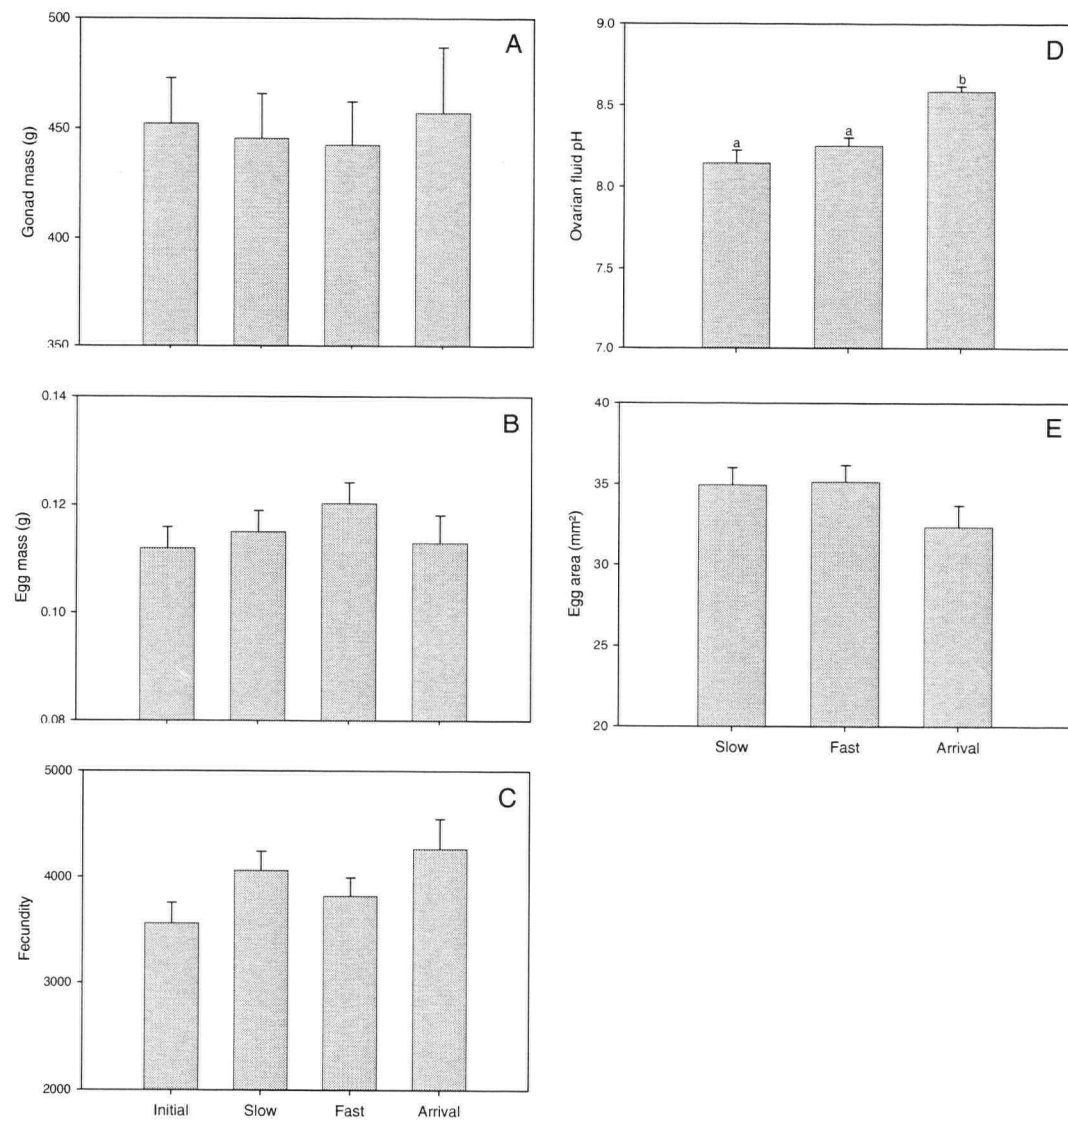 A
Gonad mass (g)
500
450
400
350
B
Egg mass (g)
0.14
0.12
0.10
0.08
C
Fecundity
5000
4000
3000
2000
Initial Slow Fast Arrival
D
Ovarian fluid pH
9.0
8.5
8.0
7.5
7.0
a a b
E
Egg area (mm²)
40
35
30
25
20
Slow Fast Arrival